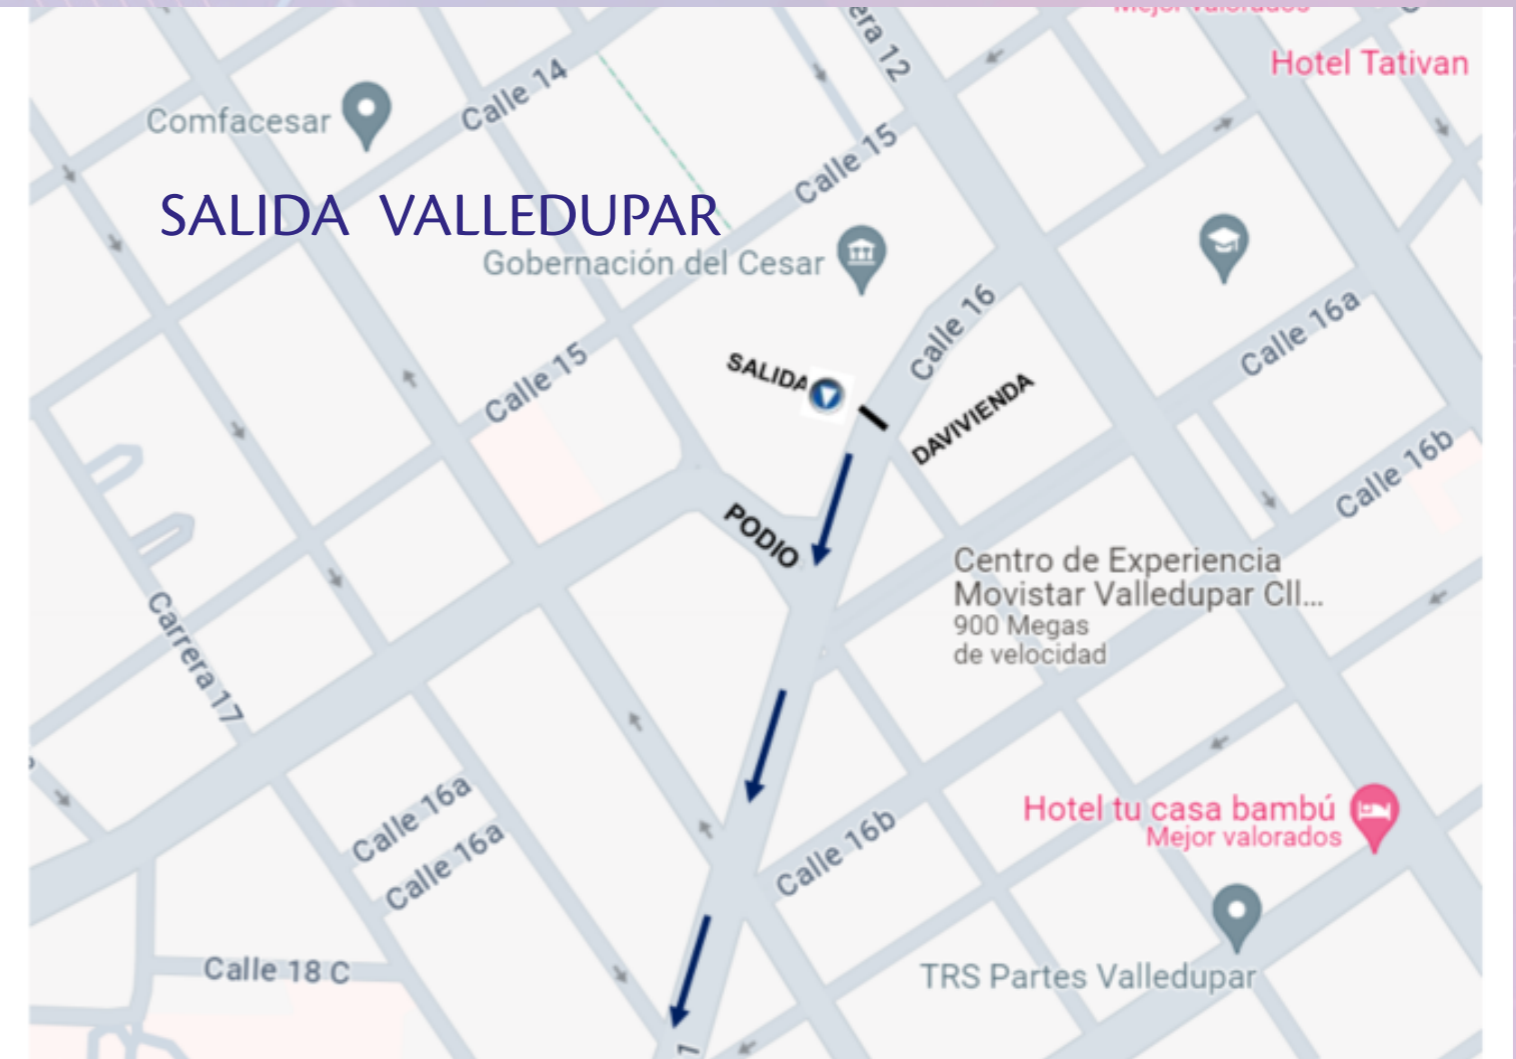 Mejor valorados
era 12
Hotel Tativan
Calle 14
Comfacesar
Calle 15
SALIDA VALLEDUPAR
Gobernación del Cesar
Calle 16
Calle 16a
SALIDA
Calle 15
DAVIVIENDA
Calle 16b
PODIO
Centro de Experiencia
Movistar Valledupar Cll...
900 Megas
de velocidad
Carrera 17
Calle 16a
Hotel tu casa bambú
Mejor valorados
Calle 16a
Calle 16b
Calle 18 C
TRS Partes Valledupar